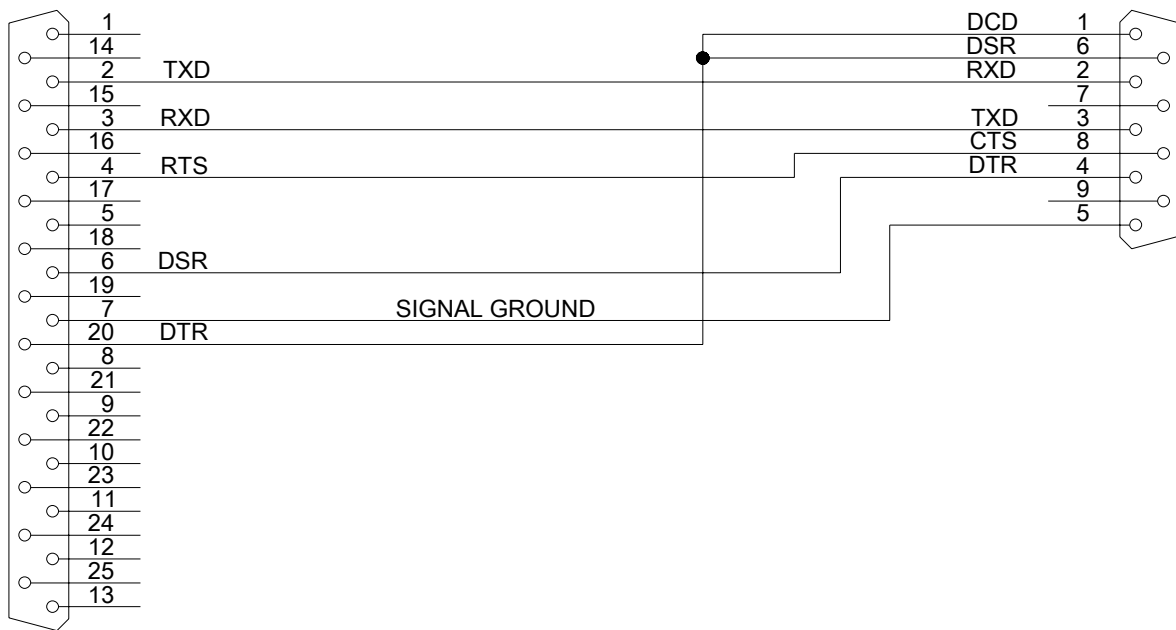 1 DCD 1
14 DSR 6
2 TXD RXD 2
15 7
3 RXD TXD 3
16 CTS 8
4 RTS DTR 4
17 9
5 5
18
6 DSR
19
7 SIGNAL GROUND
20 DTR
8
21
9
22
10
23
11
24
12
25
13